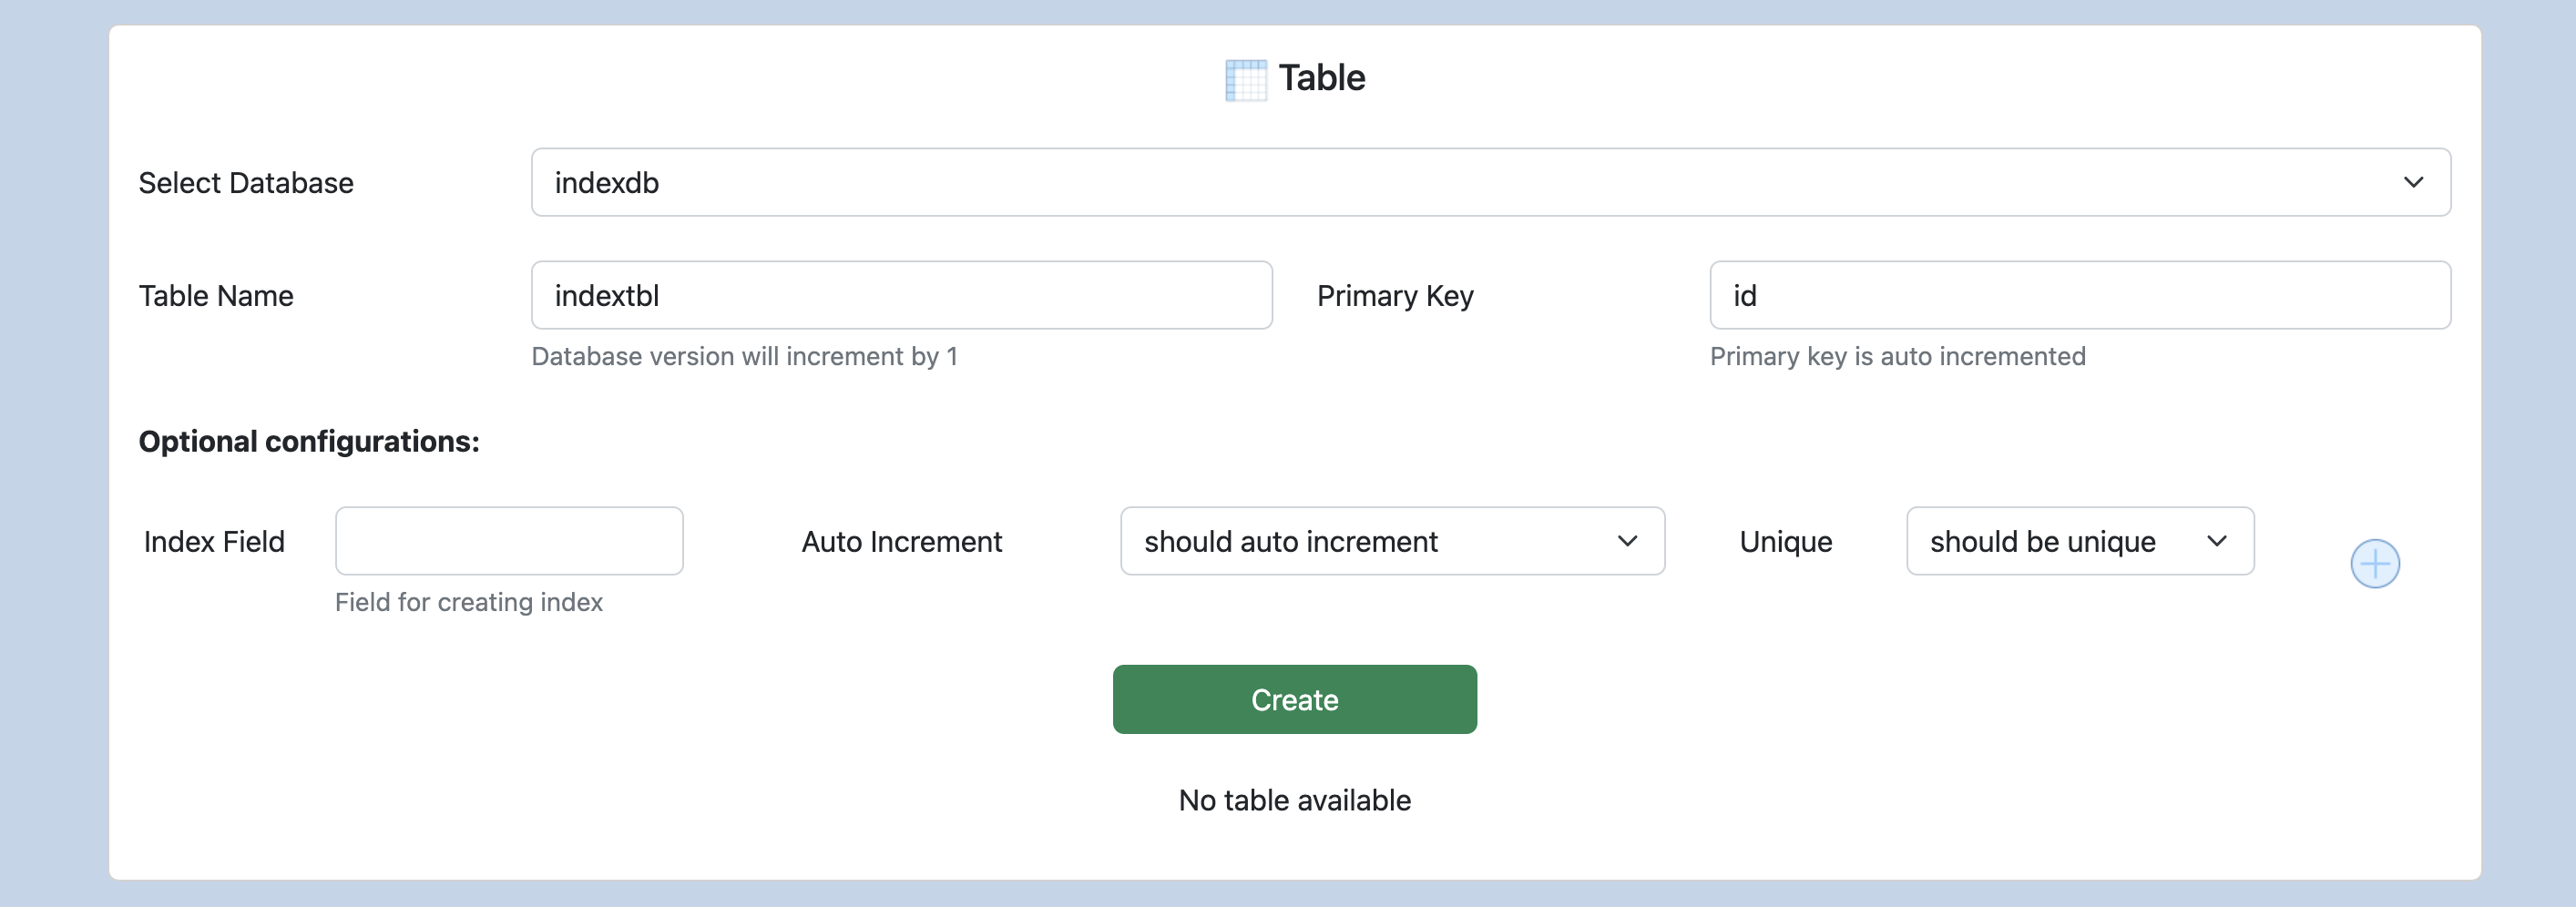 Table
Select Database indexdb
Table Name indextbl Primary Key id
Database version will increment by 1 Primary key is auto incremented
Optional configurations:
Index Field Auto Increment should auto increment Unique should be unique
Field for creating index
Create
No table available